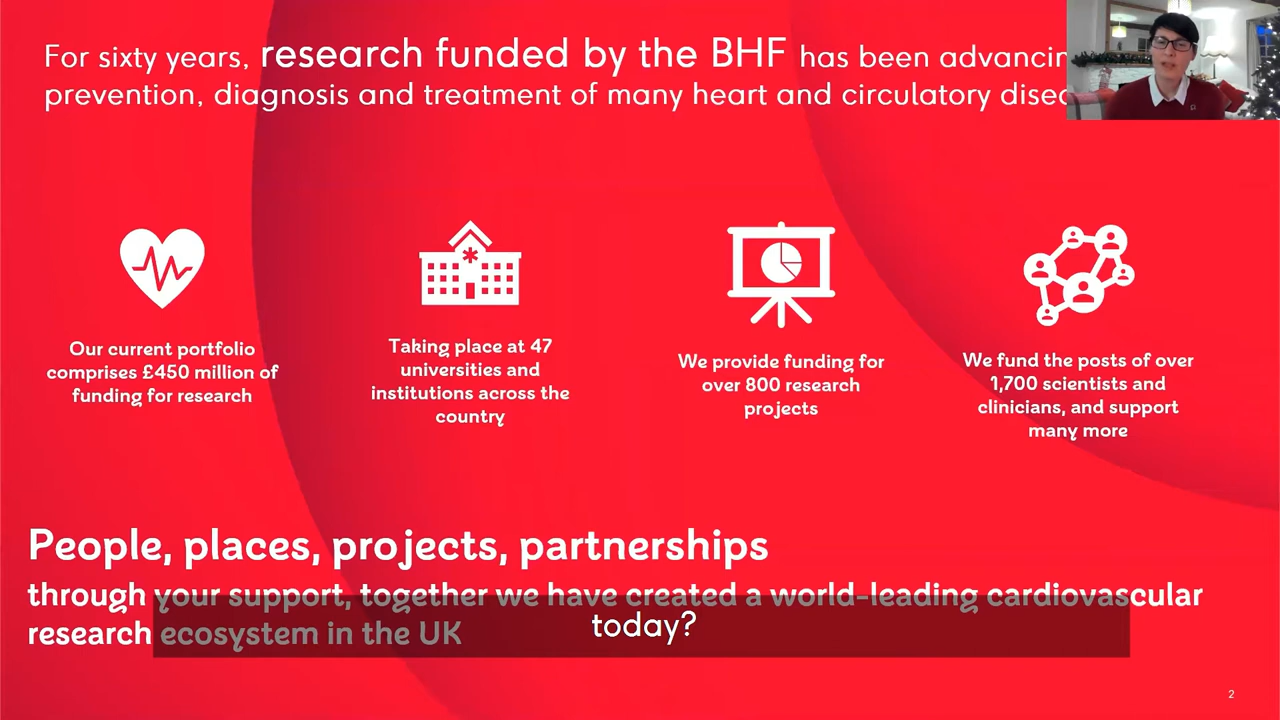 For sixty years, research funded by the BHF has been advancin
prevention, diagnosis and treatment of many heart and circulatory
Our current portfolio
comprises £450 million of
funding for research
Taking place at 47
universities and
institutions across the
country
We provide funding for
over 800 research
projects
We fund the posts of over
1,700 scientists and
clinicians, and support
many more
People, places, projects, partnerships
through your support, together we have created a world-leading cardiovascular
research ecosystem in the UK
today?
2